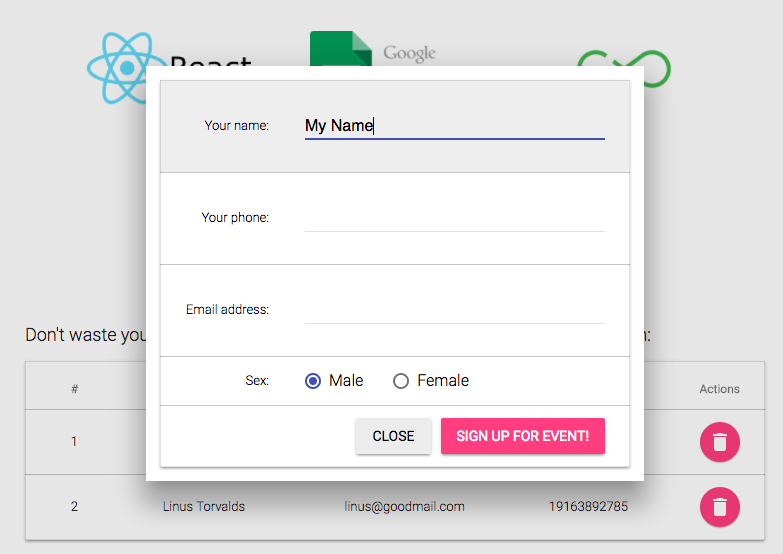 React
Google
Your name:
My Name
Your phone:
Email address:
Don't waste you
:
Sex:
Male
Female
#
Actions
CLOSE
SIGN UP FOR EVENT!
1
2
Linus Torvalds
linus@goodmail.com
19163892785